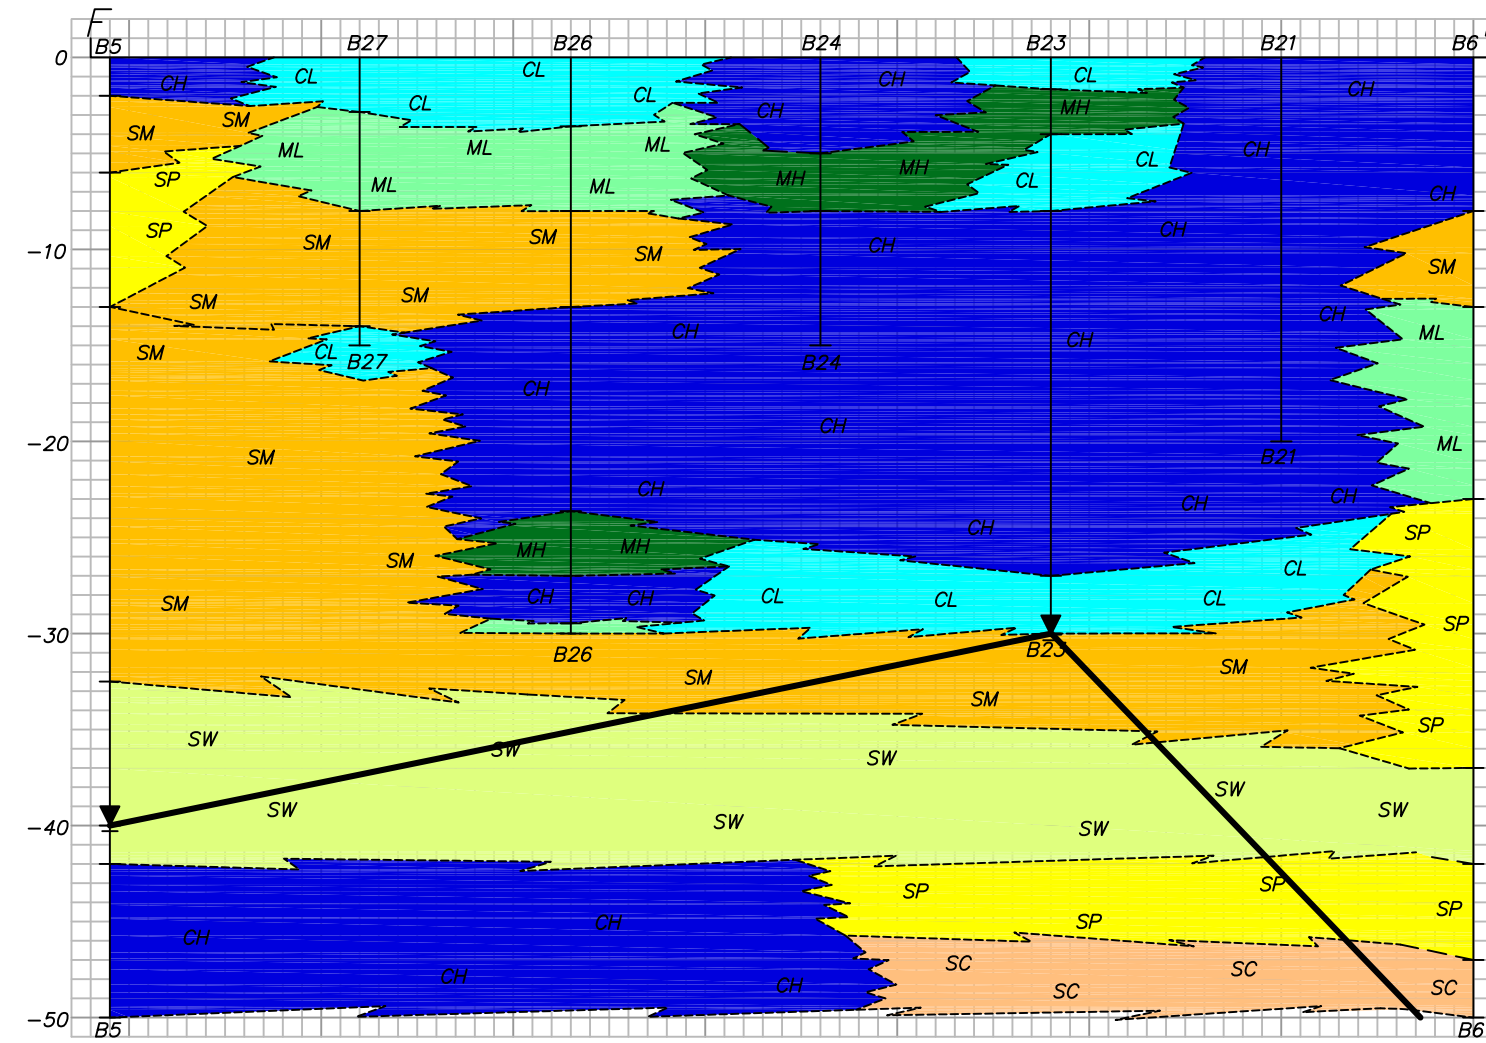 F
B5 B27 B26 B24 B23 B21 B6'
0
CL CL CL
CH CL CH CH
CL CL CH MH
SM SM CH
SM ML ML ML CH CL
SP ML ML MH MH CL CH
SP SM SM CH CH
-10 SM CH SM
SM SM CH
SM CL CH CH ML
B27 B24
CH
CH
-20 SM B21 ML
CH CH CH
CH SP
SM MH MH CL
SM CH CH CL CL CL
SP
-30
B26 B23
SM SM
SM
SP
SW SW SW
SW SW
-40 SW SW SW
CH SP SP SP
CH SP
CH CH SC SC
CH SC SC
-50
B5 B6